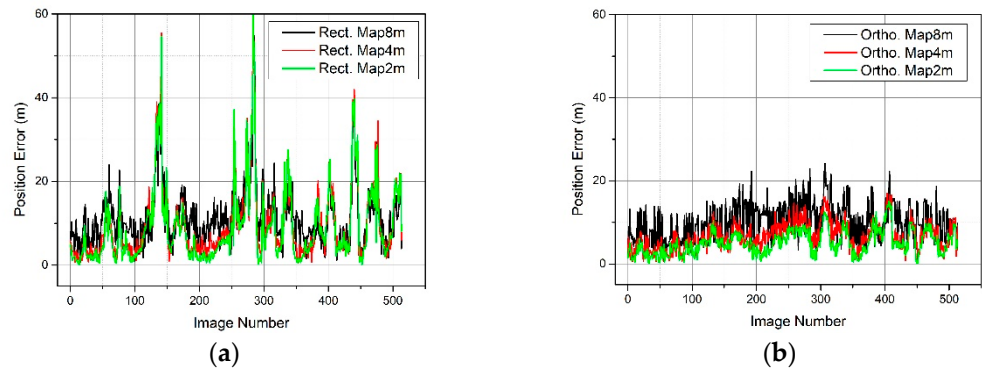 60
40
20
0
Position Error (m)
Rect. Map8m
Rect. Map4m
Rect. Map2m
0 100 200 300 400 500
Image Number
(a)
60
40
20
0
Position Error (m)
Ortho. Map8m
Ortho. Map4m
Ortho. Map2m
0 100 200 300 400 500
Image Number
(b)